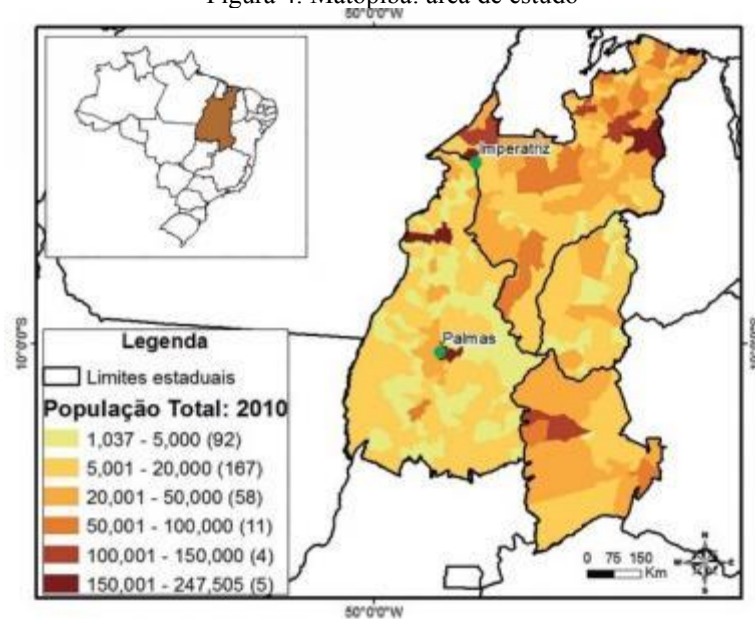 Figura 4: Matopiba: área de estudo
50°0'0"W
Imperatriz
Palmas
10°0'0"S
Legenda
Limites estaduais
População Total: 2010
1,037 - 5,000 (92)
5,001 - 20,000 (167)
20,001 - 50,000 (58)
50,001 - 100,000 (11)
100,001 - 150,000 (4)
150,001 - 247,505 (5)
0 75 150
Km
N
50°0'0"W